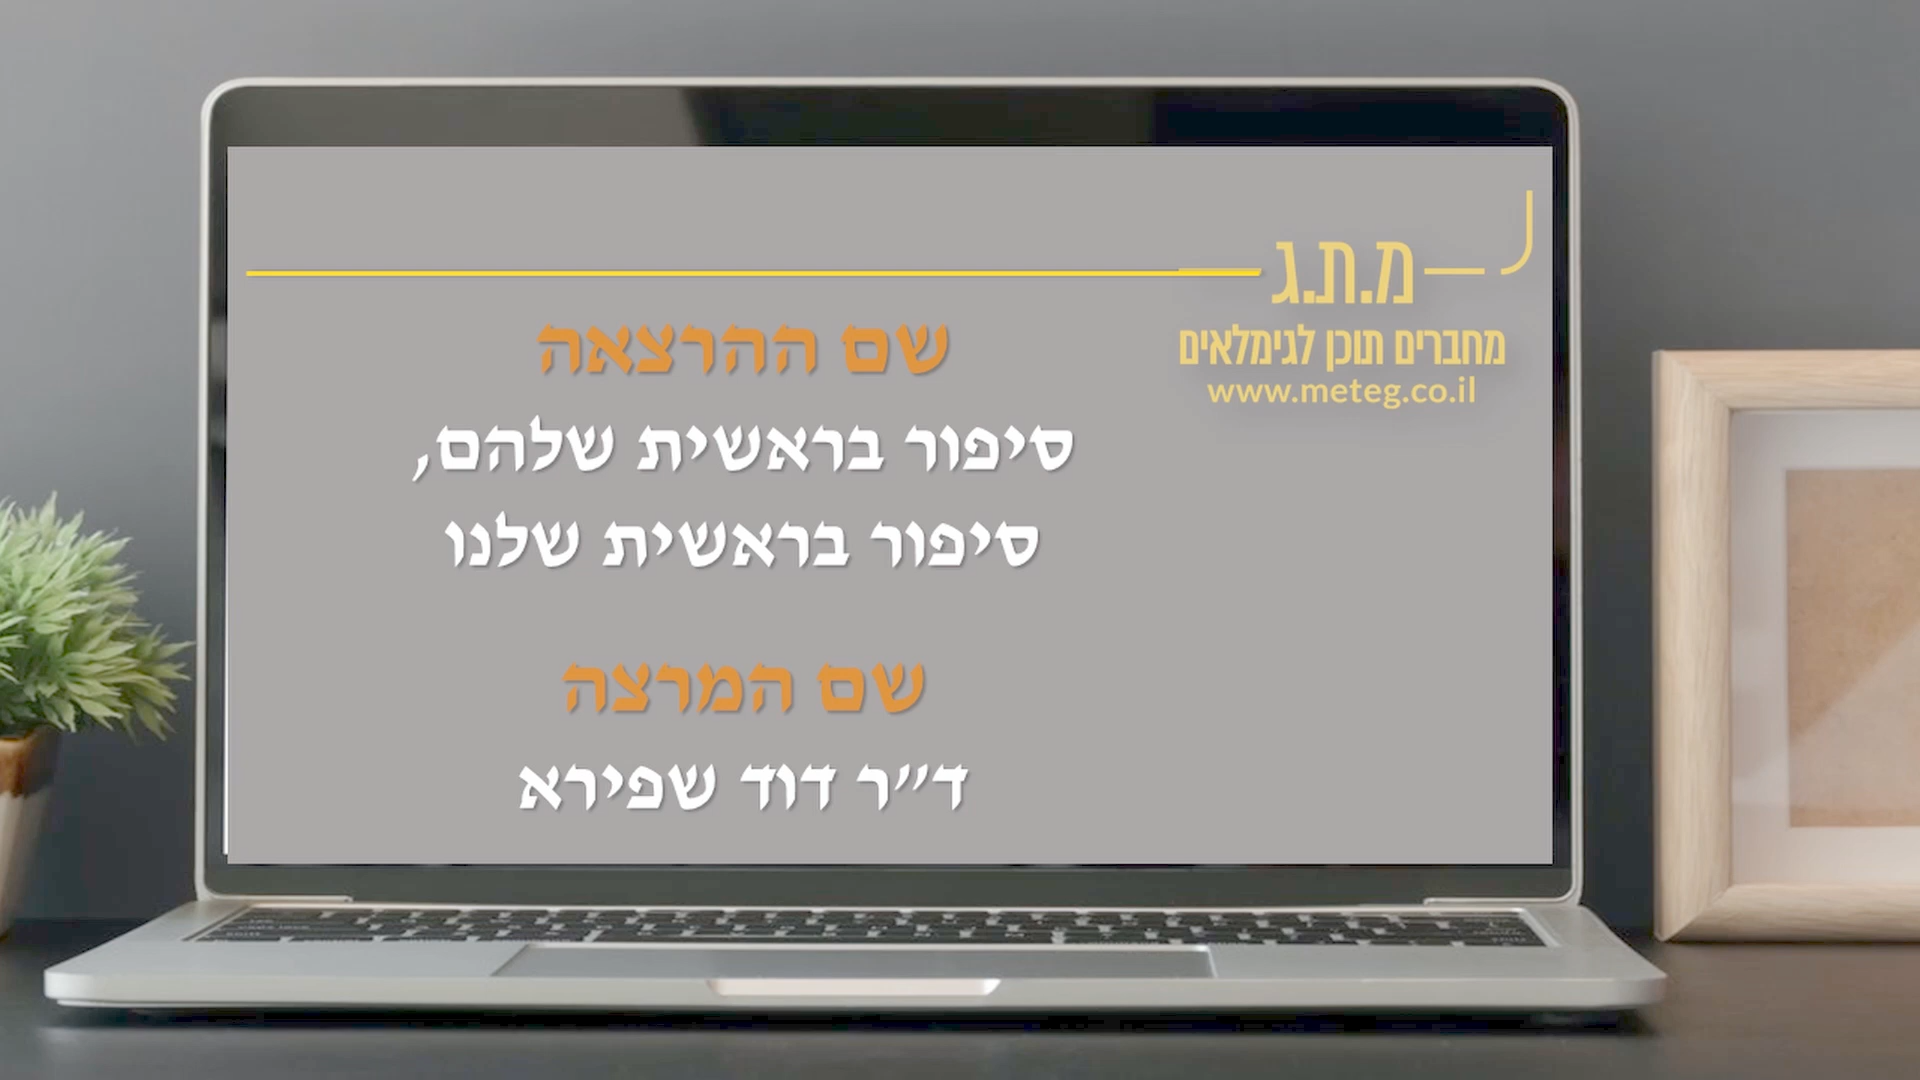 מ.ת.ג
מחברים תוכן לגימלאים
www.meteg.co.il
שם ההרצאה
סיפור בראשית שלהם,
סיפור בראשית שלנו
שם המרצה
ד״ר דוד שפירא